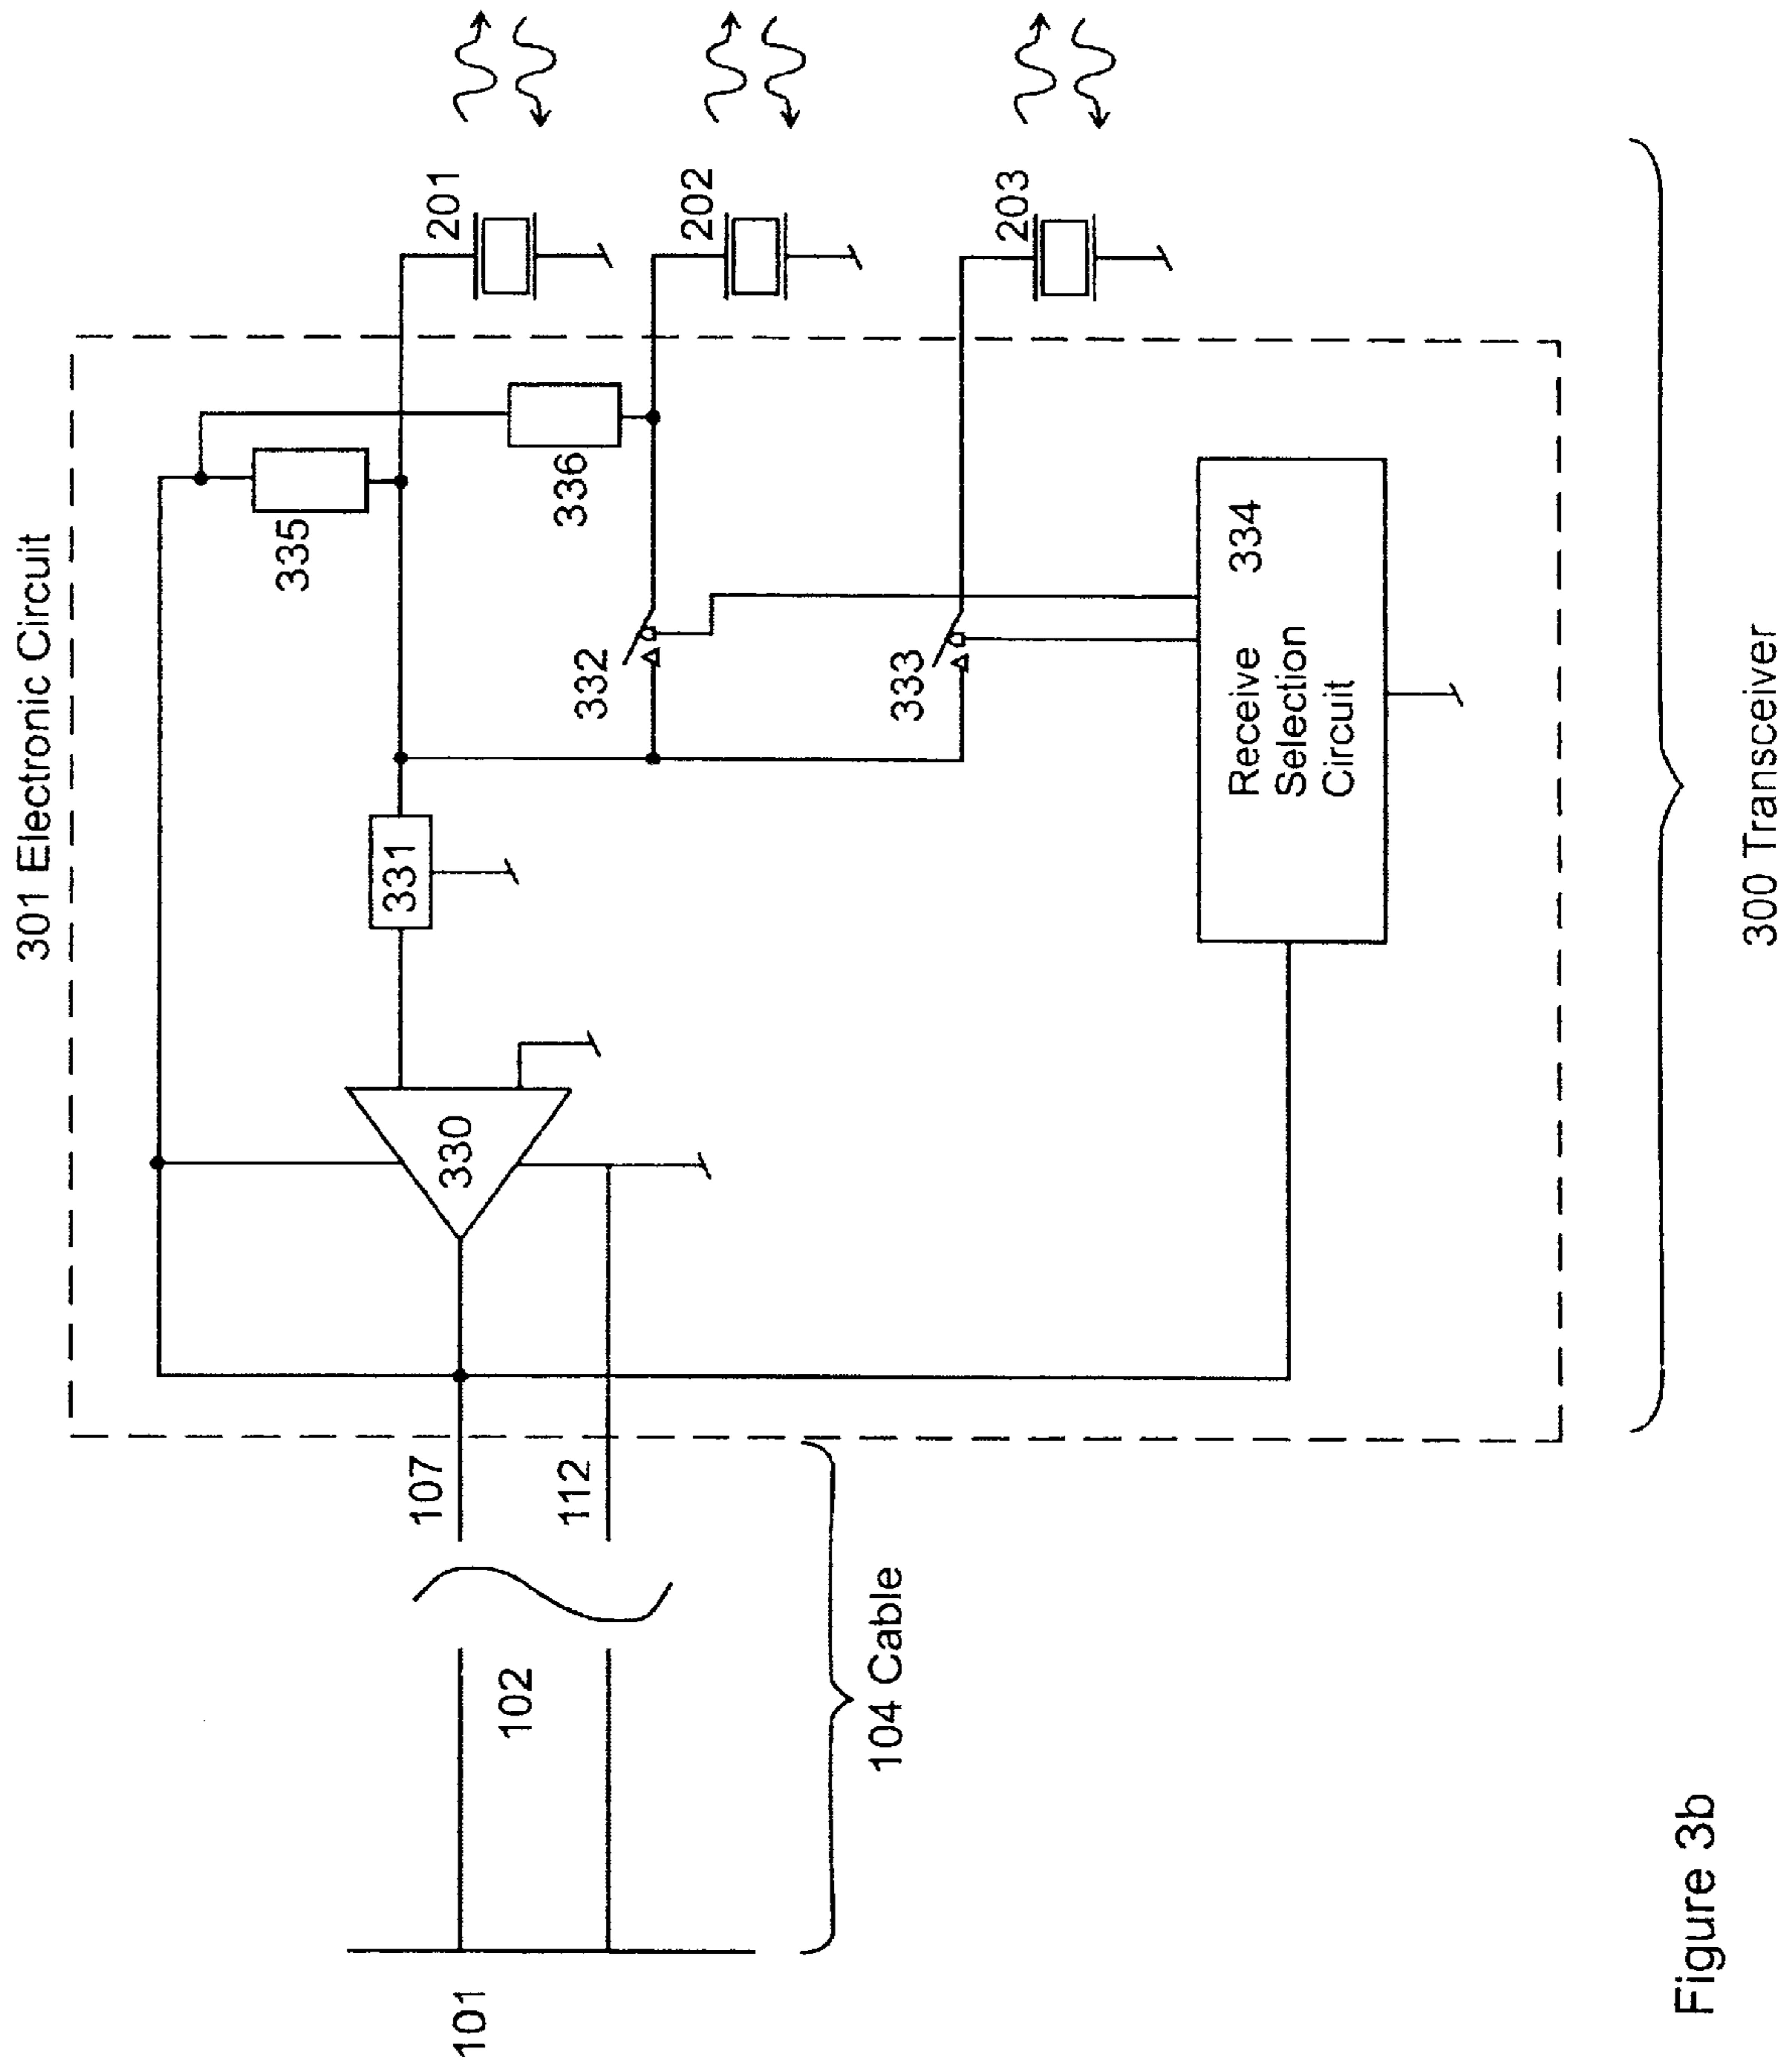 301 Electronic Circuit
335
336
201
202
203
332
333
331
330
Receive 334
Selection
Circuit
107
112
102
101
104 Cable
300 Transceiver
Figure 3b